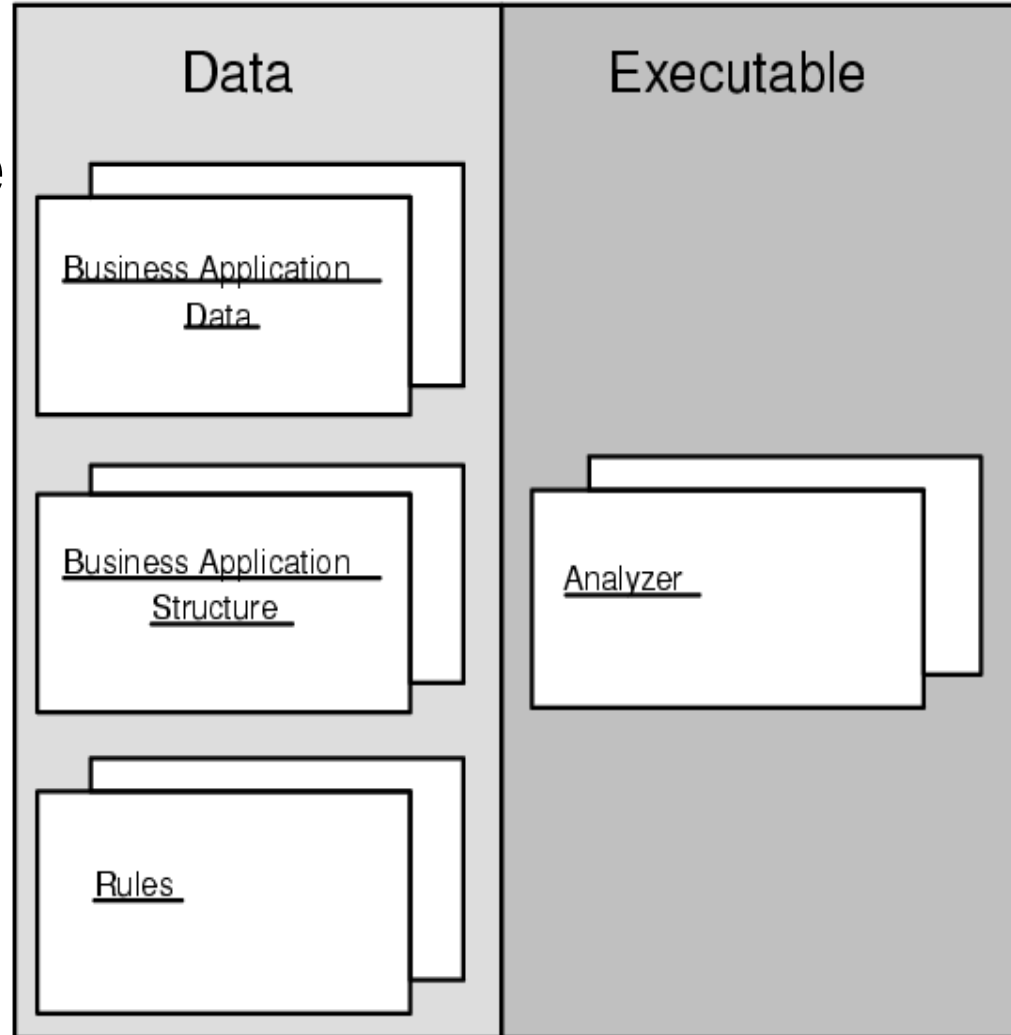 Data
Executable
e
Business Application
Data
Business Application
Structure
Analyzer
Rules